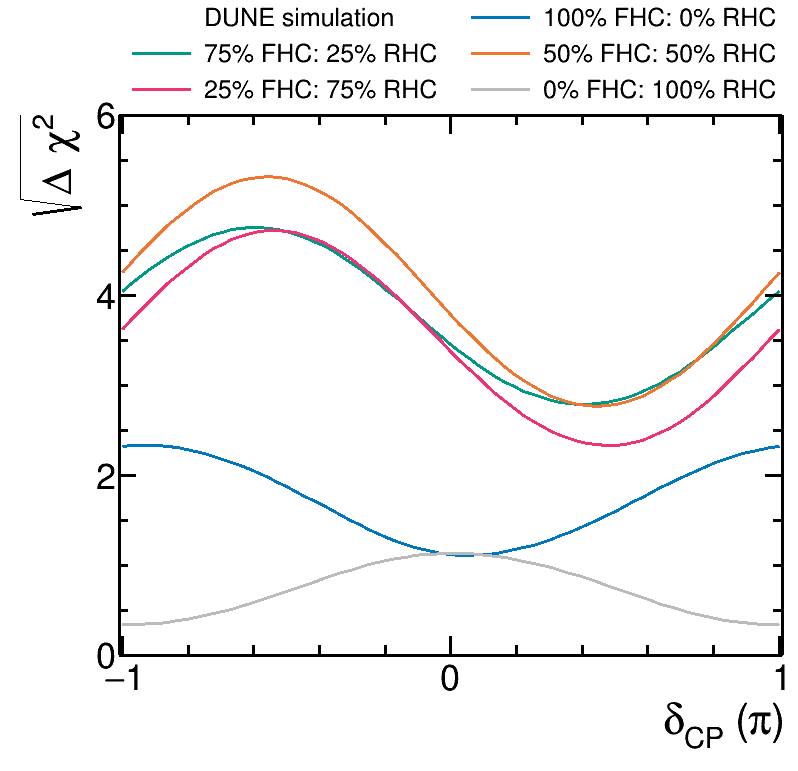 DUNE simulation
100% FHC: 0% RHC
75% FHC: 25% RHC
50% FHC: 50% RHC
25% FHC: 75% RHC
0% FHC: 100% RHC
√Δ χ²
6
4
2
0
−1 0 1
δCP (π)